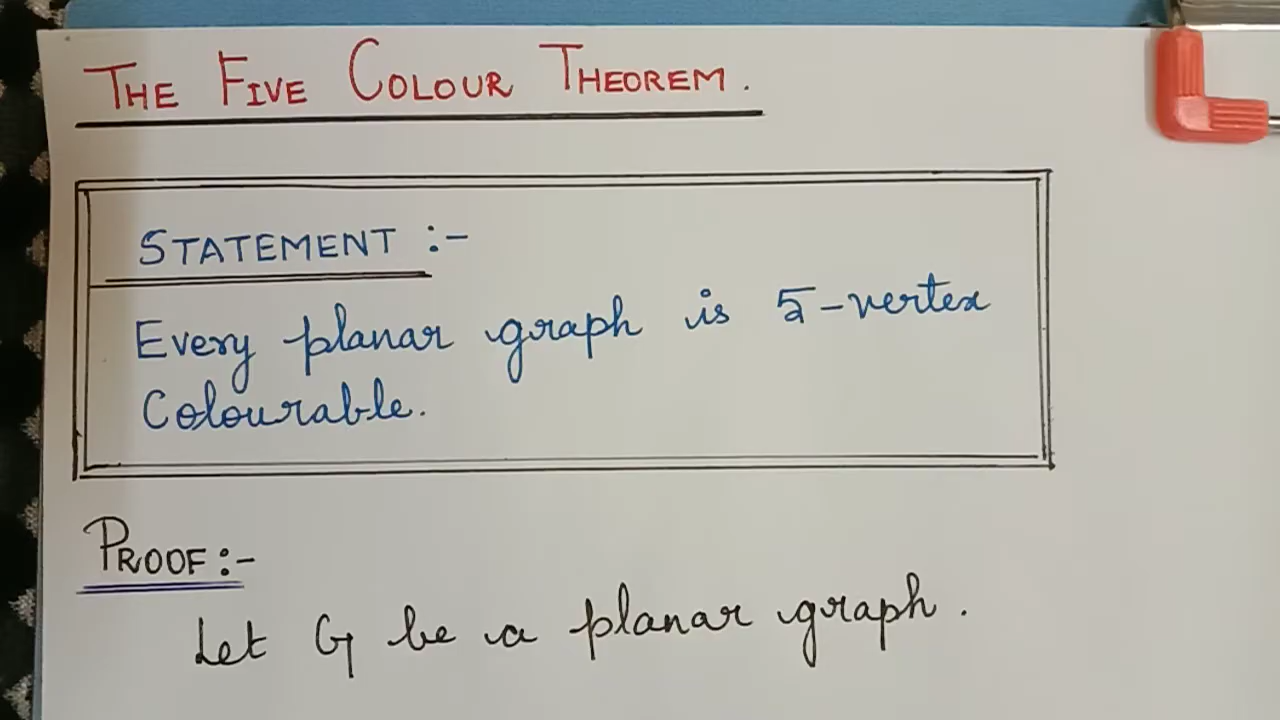 THE FIVE COLOUR THEOREM.
STATEMENT :-
Every planar graph is 5-vertex
Colourable.
PROOF :-
Let G be a planar graph.